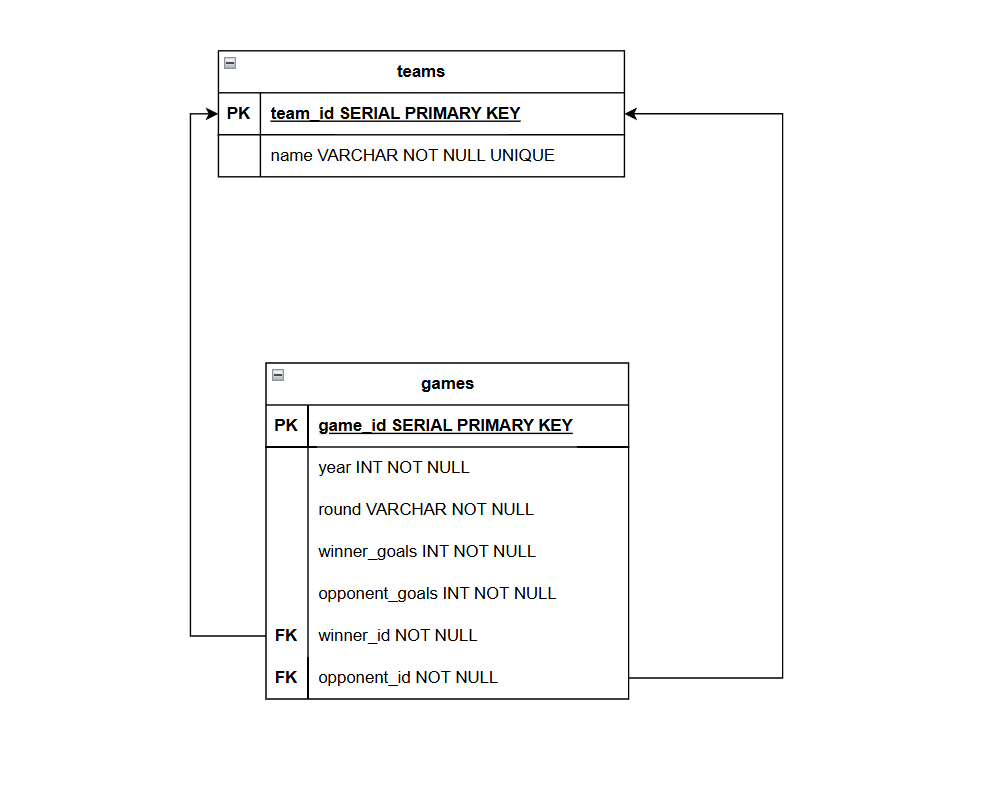 teams
PK team_id SERIAL PRIMARY KEY
name VARCHAR NOT NULL UNIQUE
games
PK game_id SERIAL PRIMARY KEY
year INT NOT NULL
round VARCHAR NOT NULL
winner_goals INT NOT NULL
opponent_goals INT NOT NULL
FK winner_id NOT NULL
FK opponent_id NOT NULL